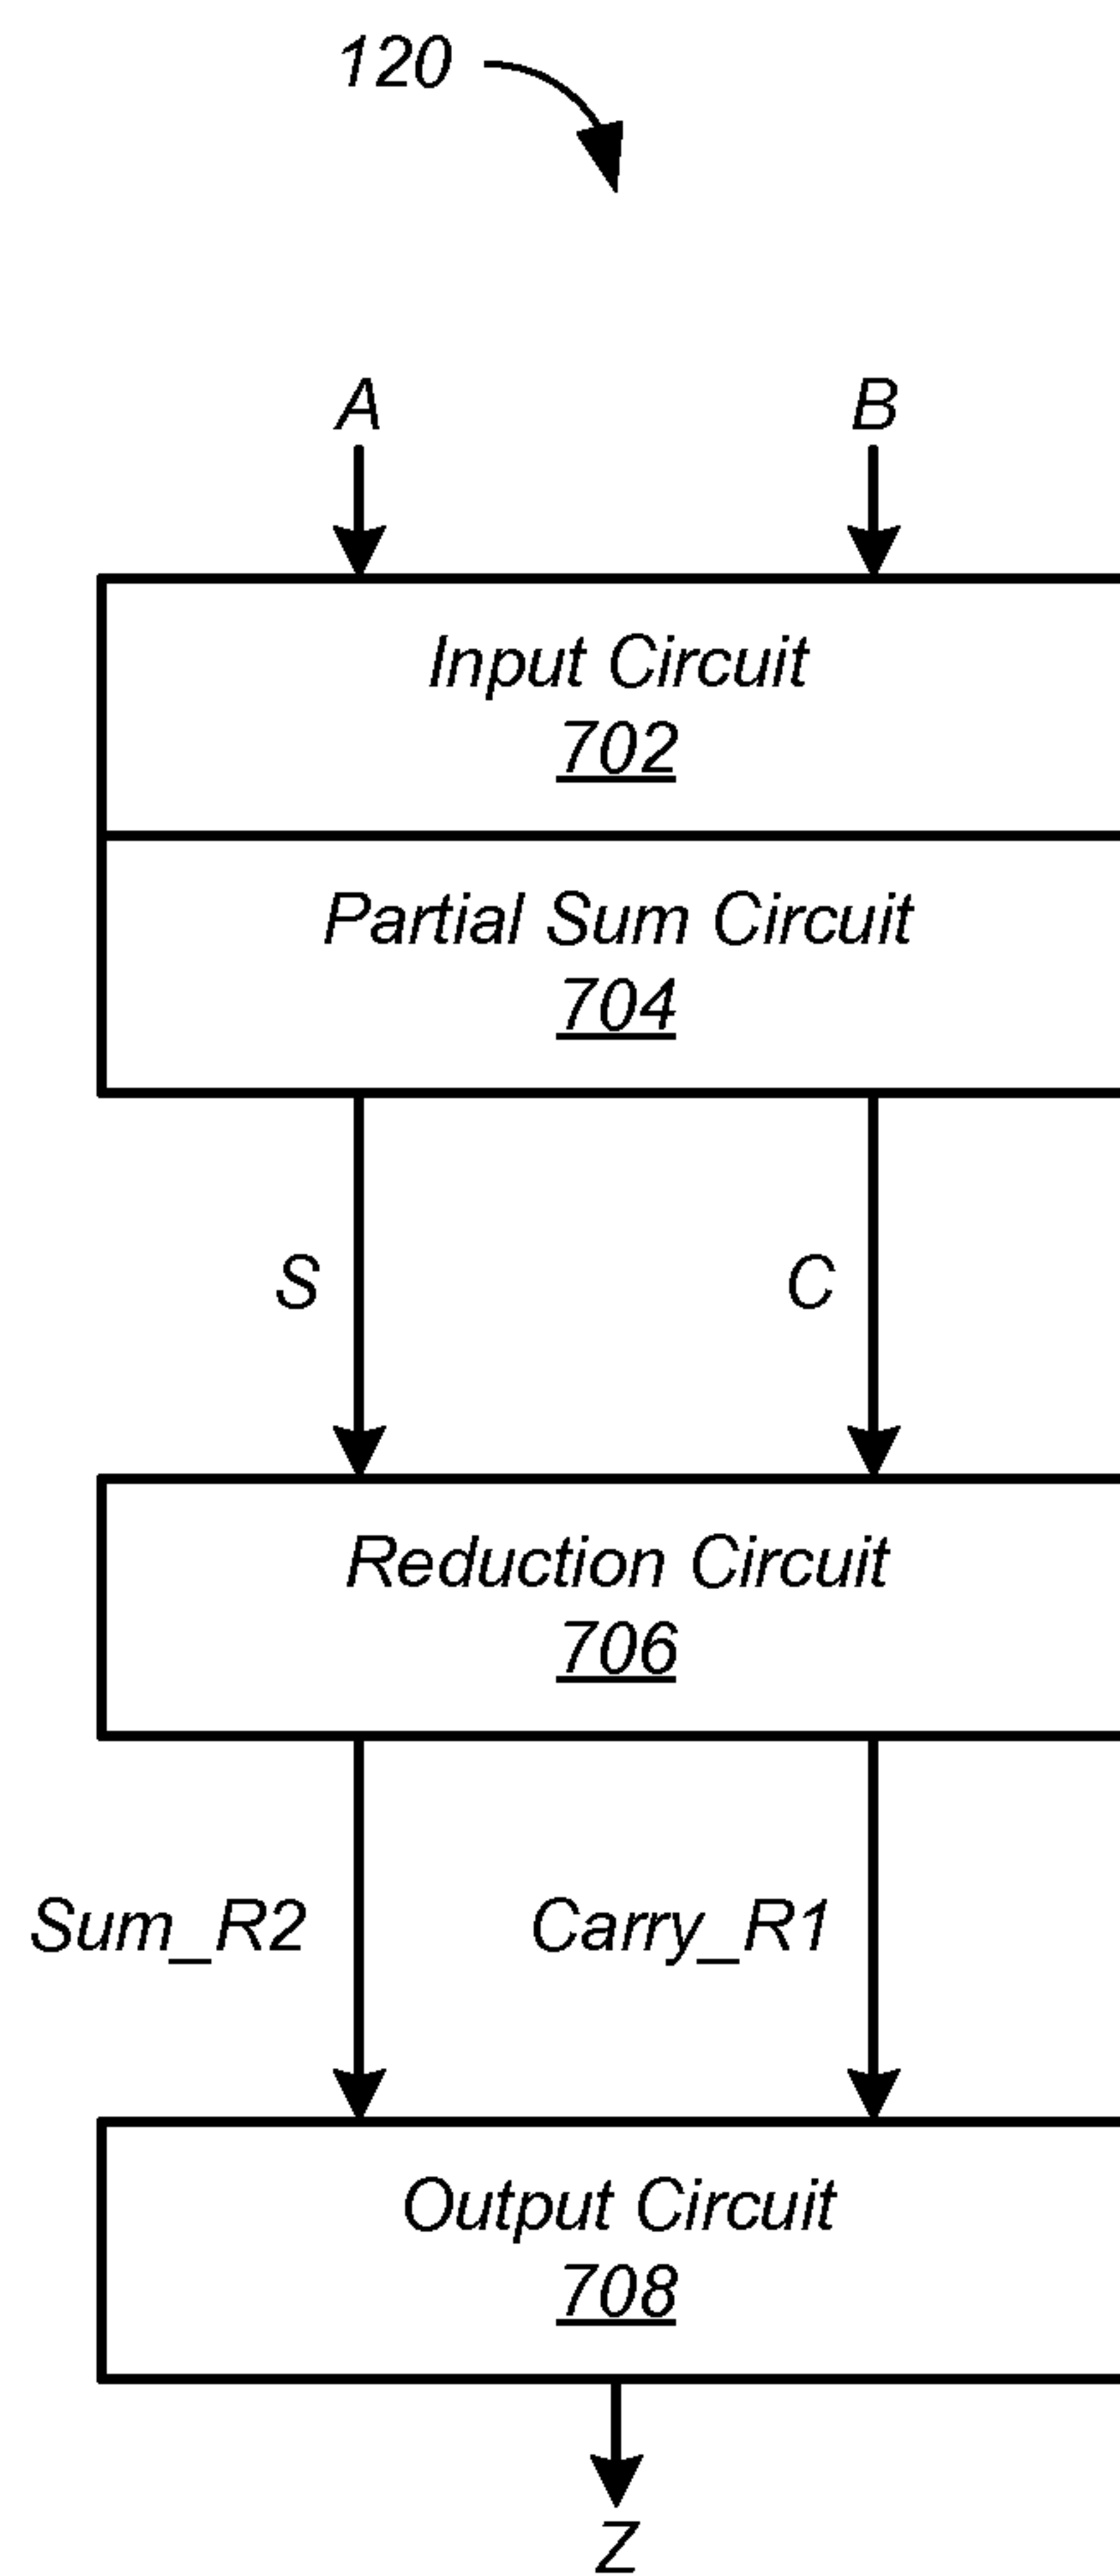 120
A B
Input Circuit
702
Partial Sum Circuit
704
S C
Reduction Circuit
706
Sum_R2 Carry_R1
Output Circuit
708
Z